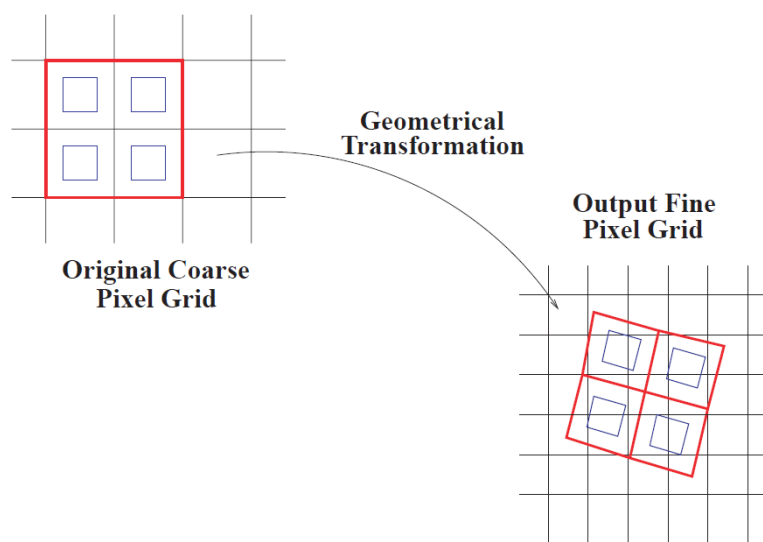 Geometrical
Transformation
Output Fine
Pixel Grid
Original Coarse
Pixel Grid